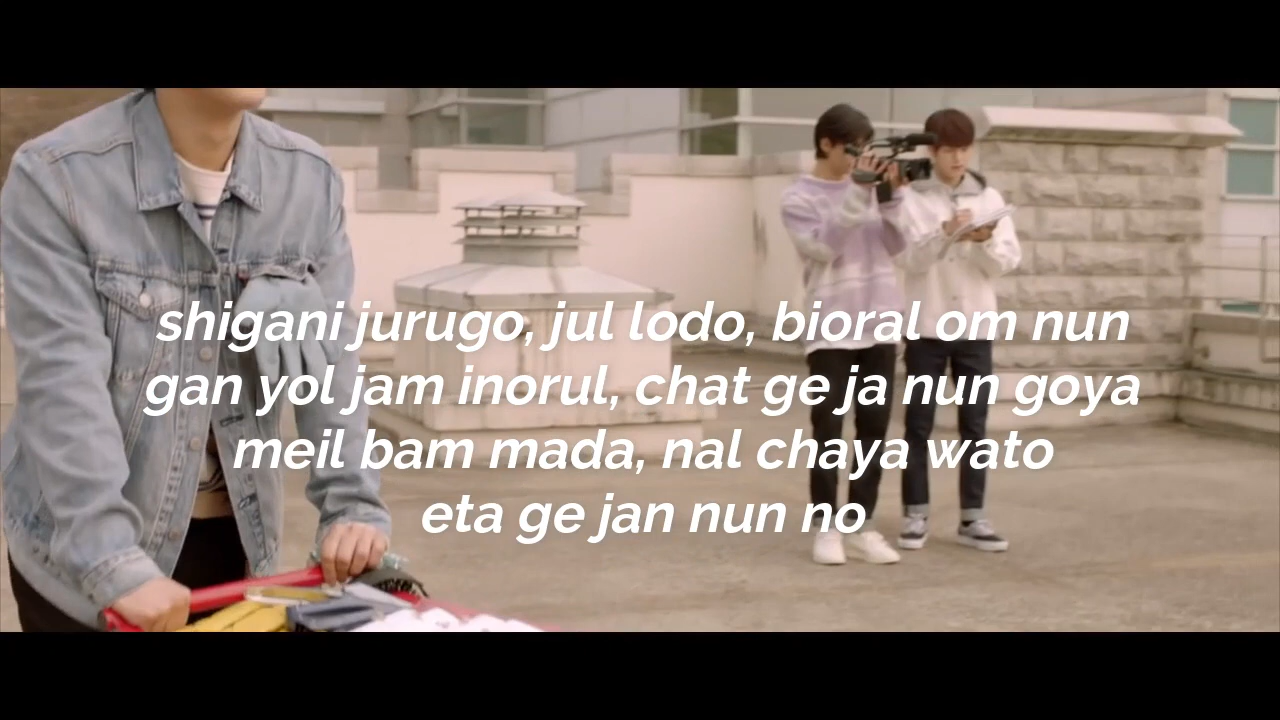 shigani jurugo, jul lodo, bioral om nun
gan yol jam inorul, chat ge ja nun goya
meil bam mada, nal chaya wato
eta ge jan nun no